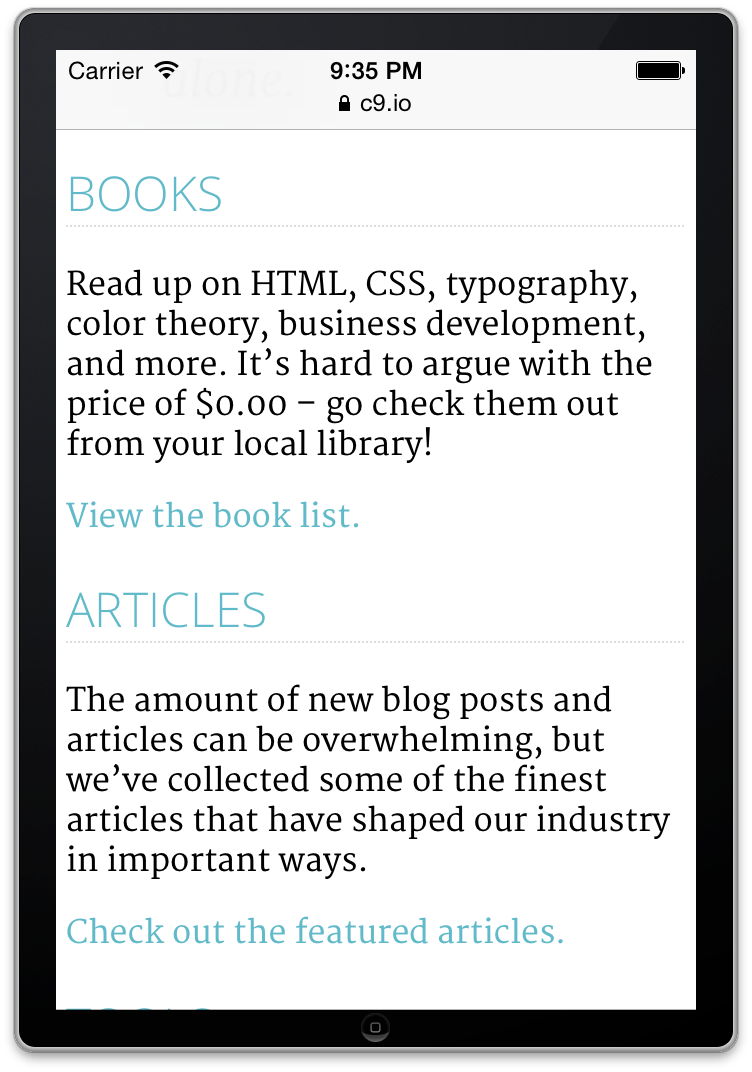 alone.
Carrier 9:35 PM
c9.io
BOOKS
Read up on HTML, CSS, typography,
color theory, business development,
and more. It’s hard to argue with the
price of $0.00 – go check them out
from your local library!
View the book list.
ARTICLES
The amount of new blog posts and
articles can be overwhelming, but
we’ve collected some of the finest
articles that have shaped our industry
in important ways.
Check out the featured articles.